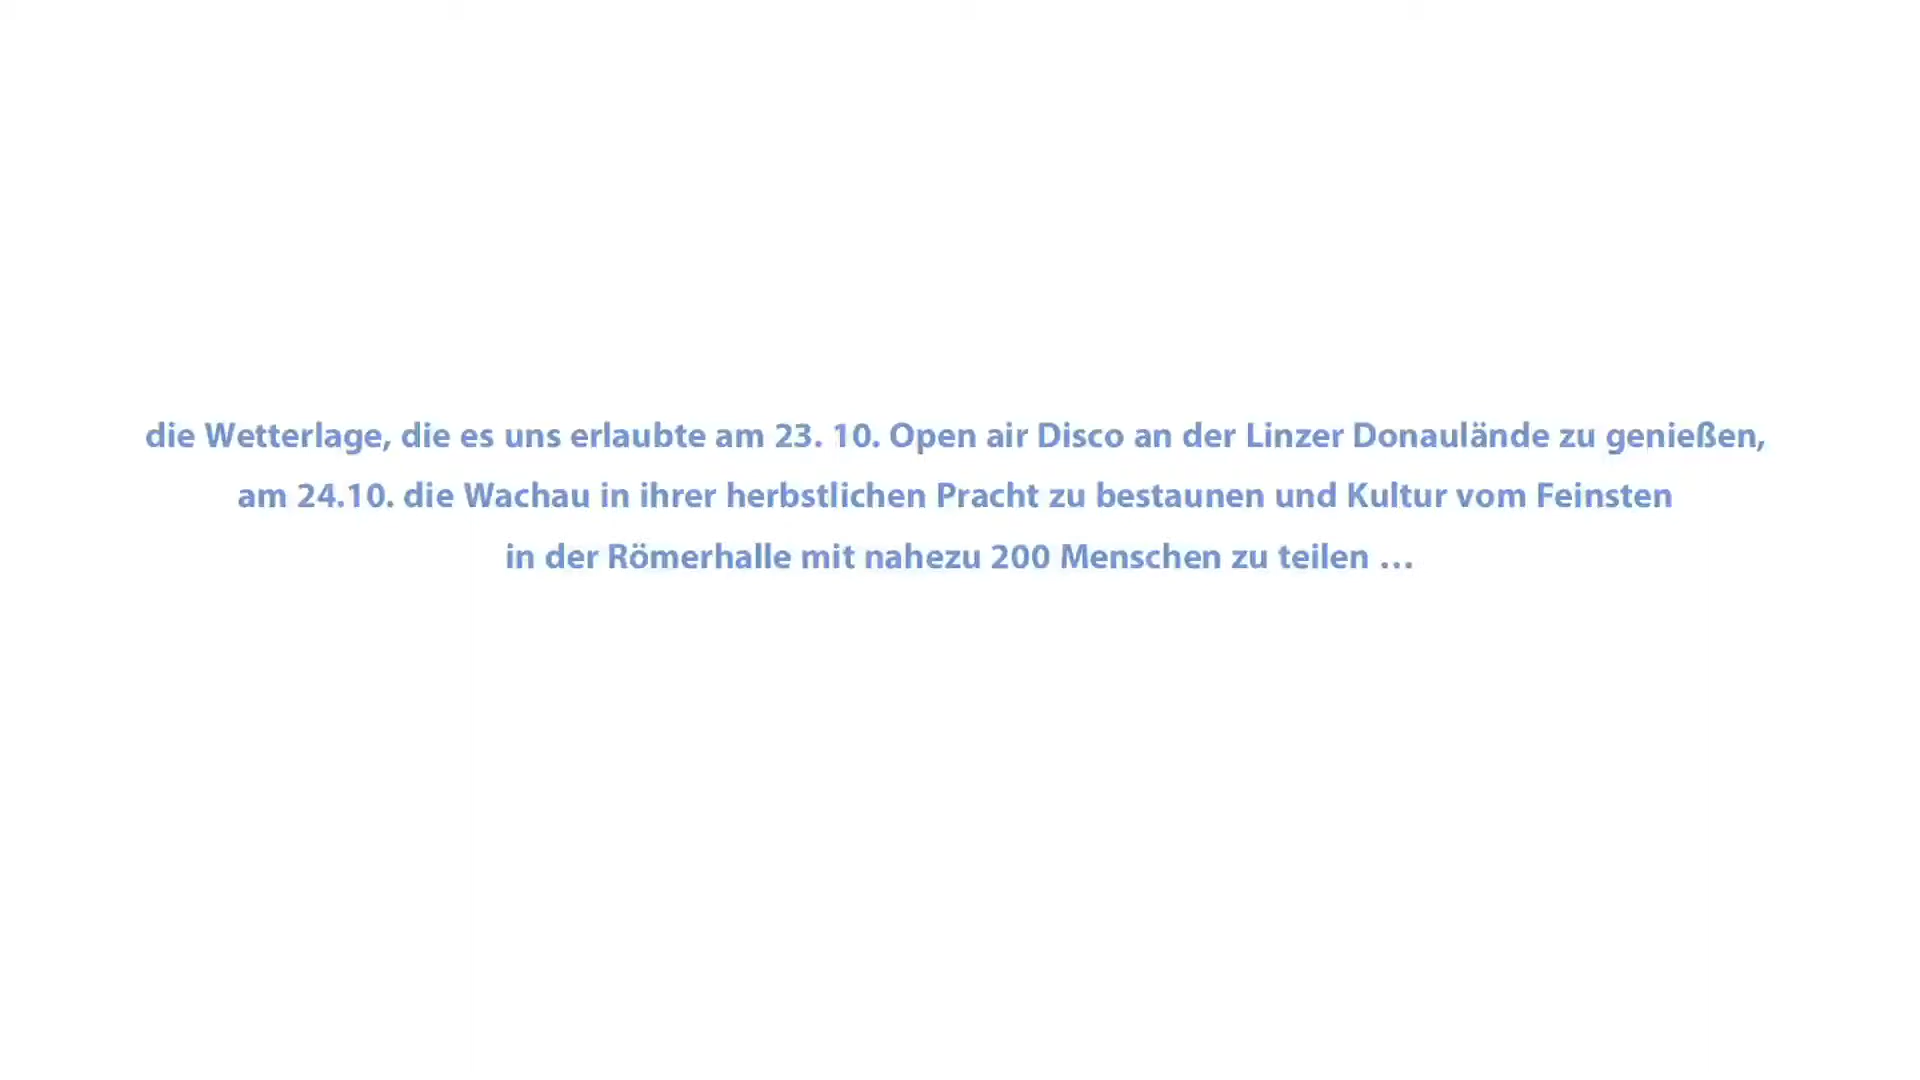 die Wetterlage, die es uns erlaubte am 23. 10. Open air Disco an der Linzer Donaulände zu genießen,
am 24.10. die Wachau in ihrer herbstlichen Pracht zu bestaunen und Kultur vom Feinsten
in der Römerhalle mit nahezu 200 Menschen zu teilen …